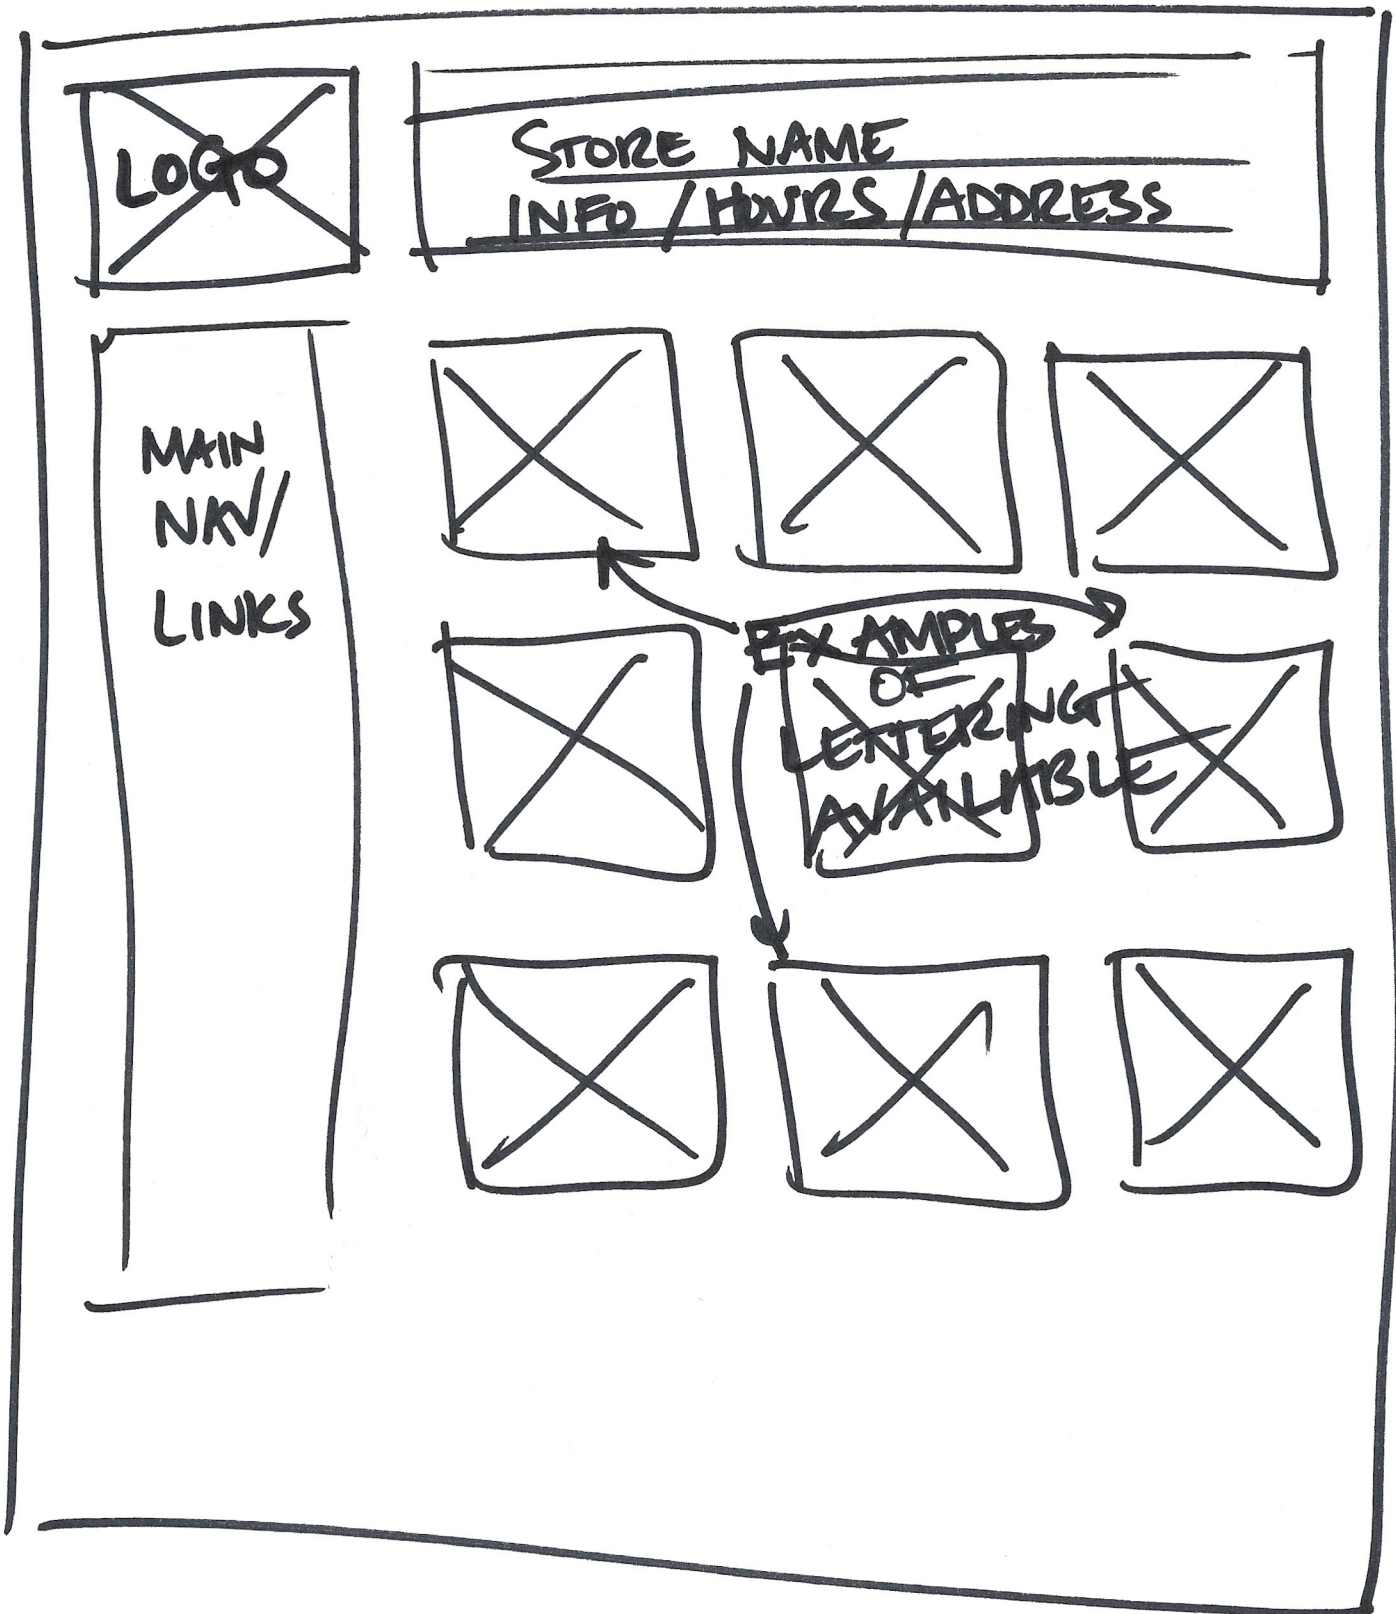 LOGO
STORE NAME
INFO / HOURS / ADDRESS
MAIN
NAV/
LINKS
EXAMPLES
OF
LETTERING
AVAILABLE